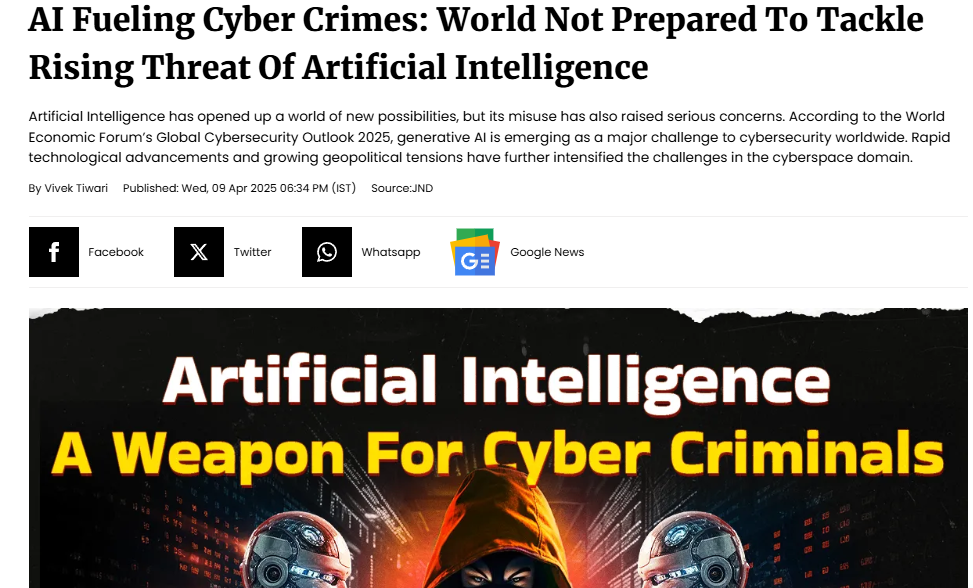 AI Fueling Cyber Crimes: World Not Prepared To Tackle
Rising Threat Of Artificial Intelligence
Artificial Intelligence has opened up a world of new possibilities, but its misuse has also raised serious concerns. According to the World
Economic Forum's Global Cybersecurity Outlook 2025, generative AI is emerging as a major challenge to cybersecurity worldwide. Rapid
technological advancements and growing geopolitical tensions have further intensified the challenges in the cyberspace domain.
By Vivek Tiwari Published: Wed, 09 Apr 2025 06:34 PM (IST) Source:JND
Facebook Twitter Whatsapp Google News
Artificial Intelligence
A Weapon For Cyber Criminals